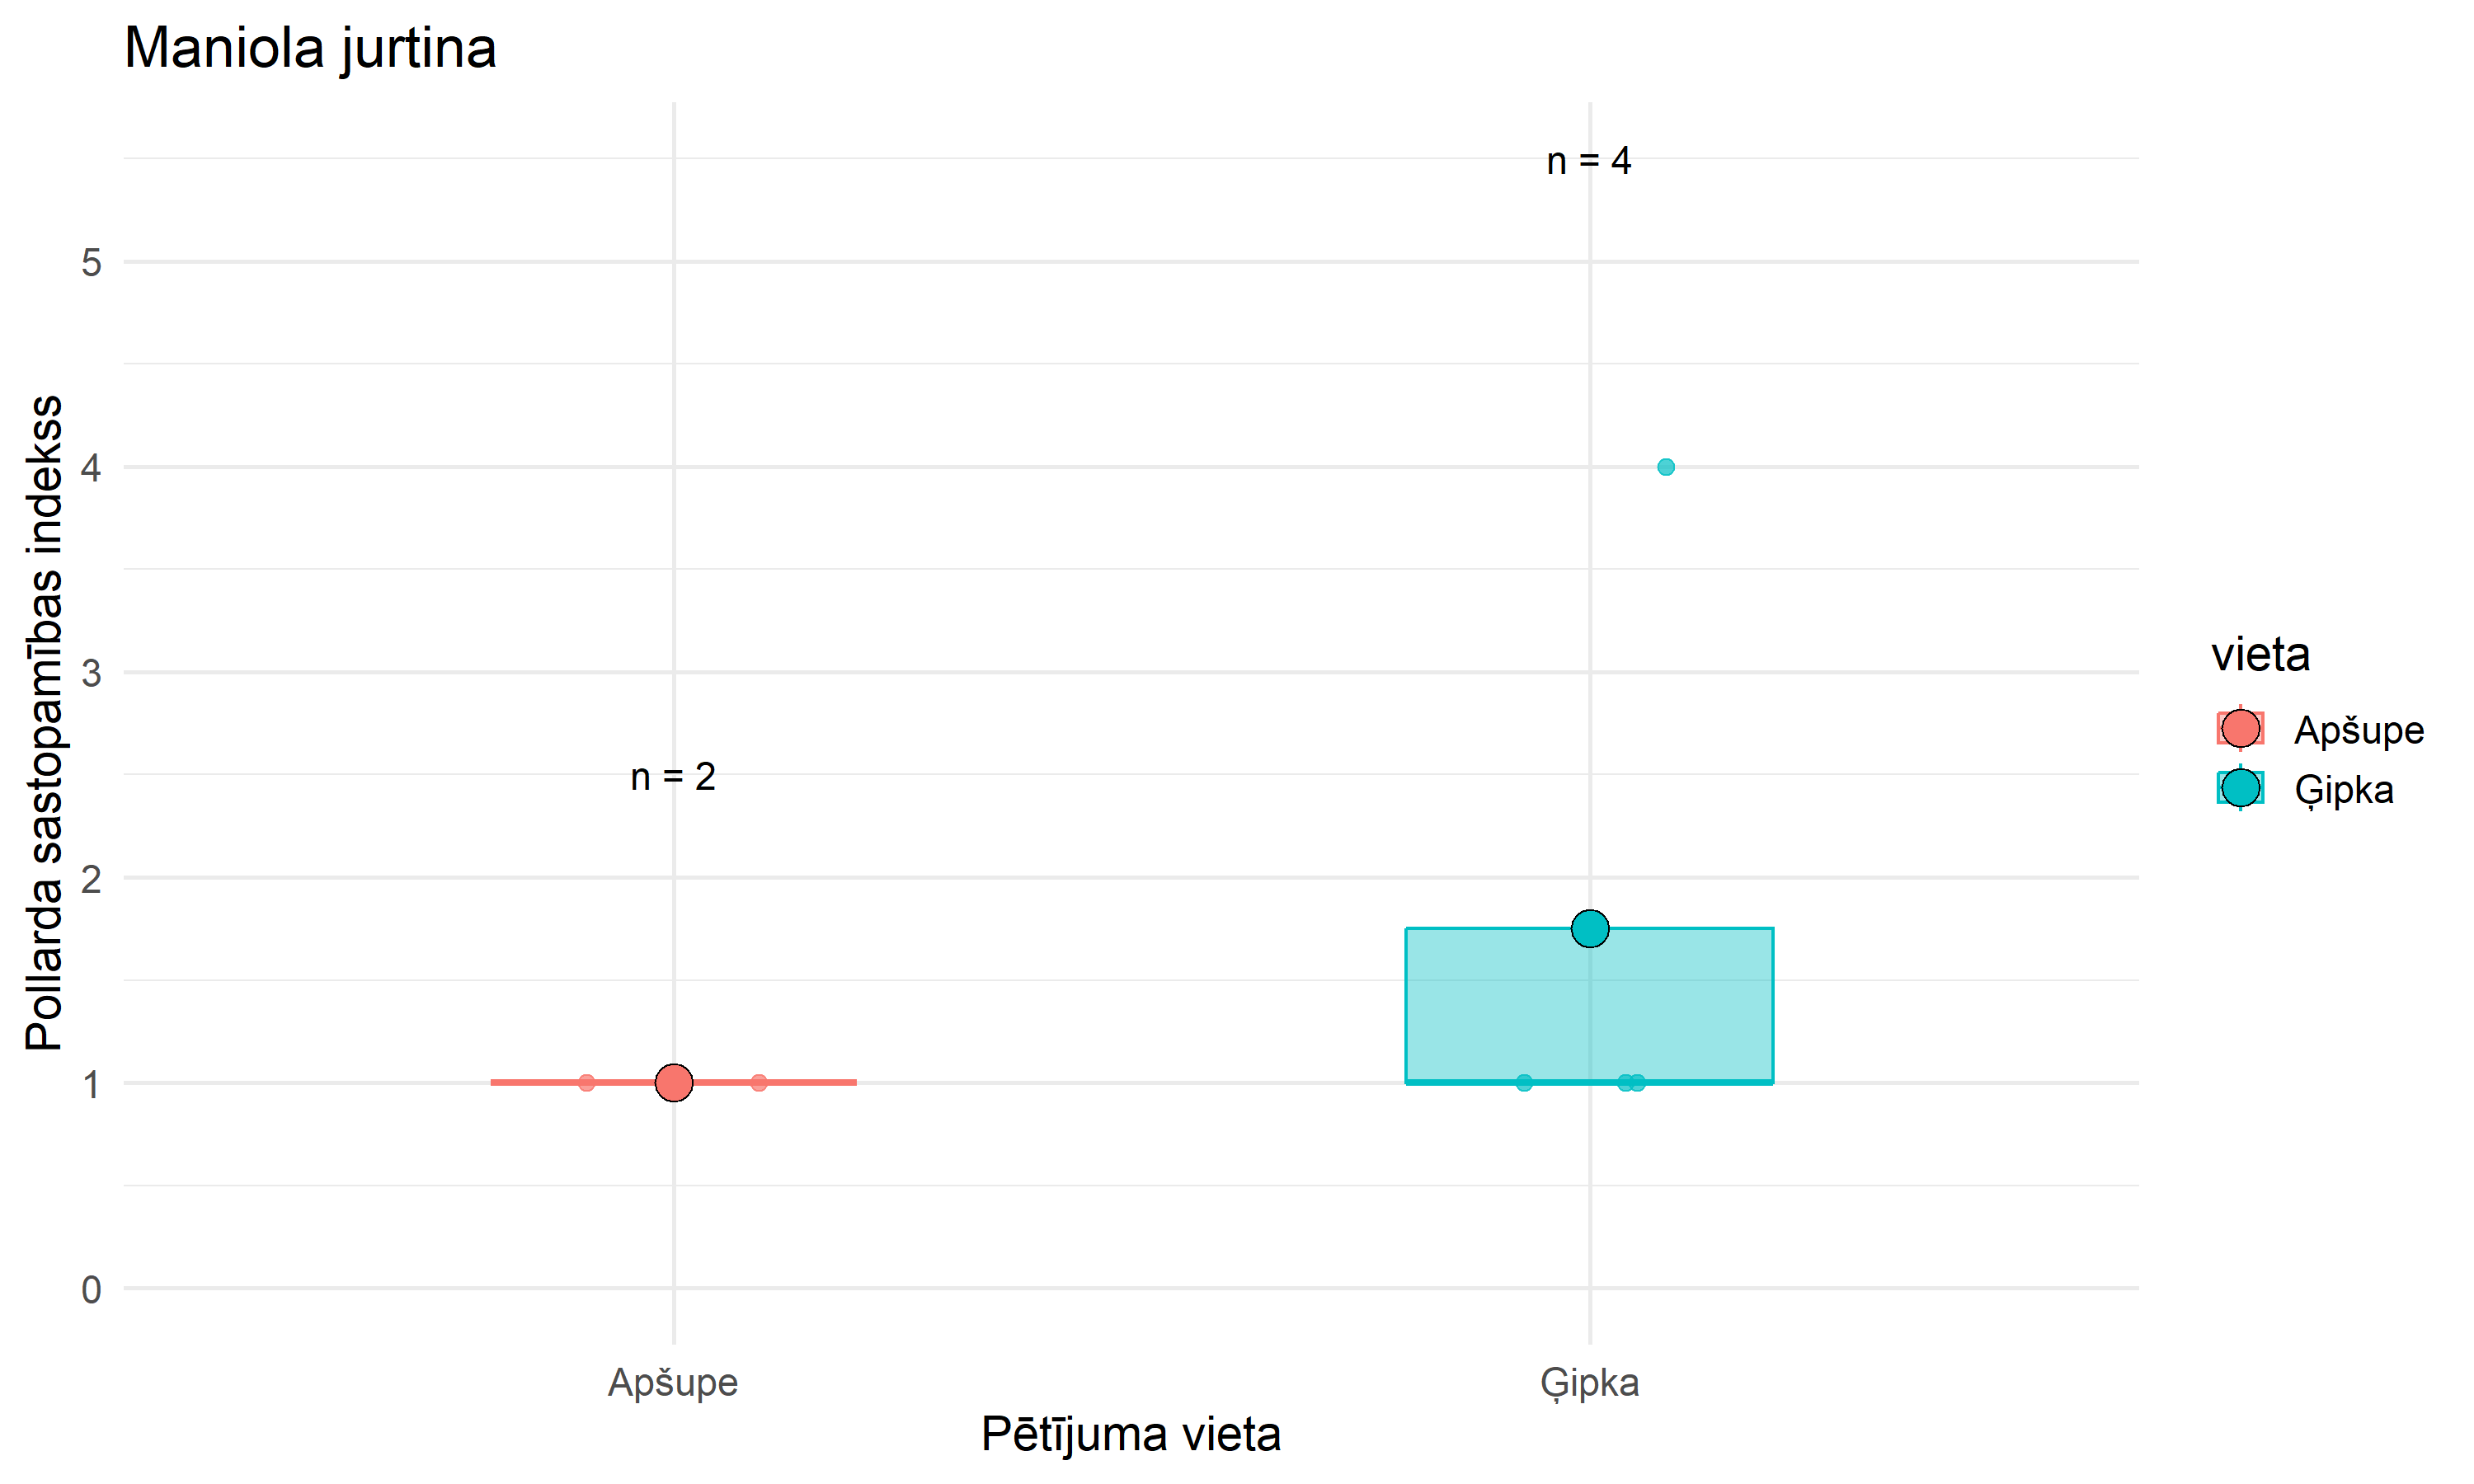 Maniola jurtina
Pollarda sastopamības indekss
5
4
3
2
1
0
n = 2
n = 4
Apšupe
Ģipka
Pētījuma vieta
vieta
Apšupe
Ģipka